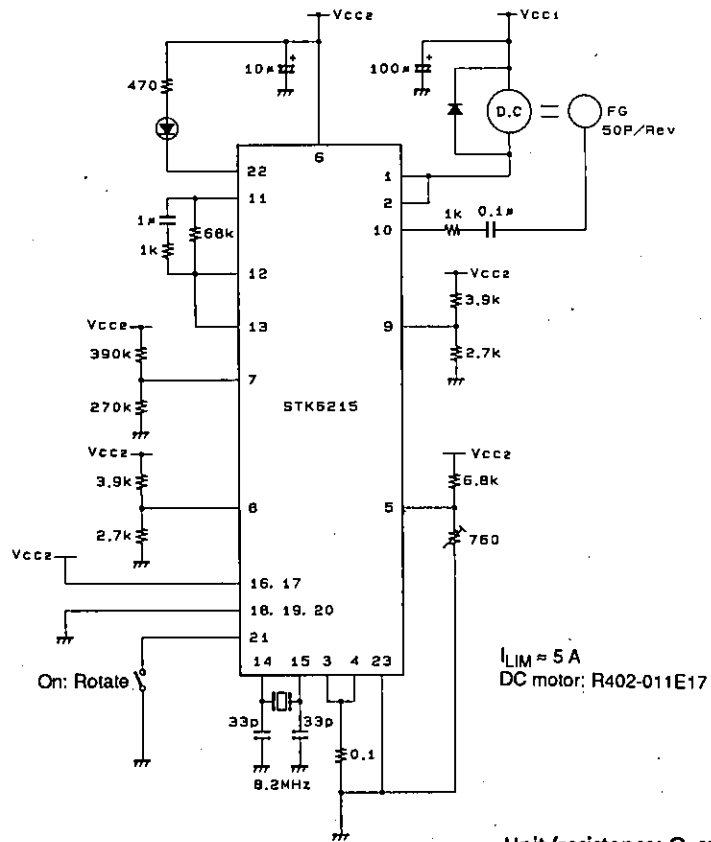 Vcc2
Vcc1
10μ
100μ
470
D.C
FG
50P/Rev
6
22
1
11
2
1k
0.1μ
1μ
68k
10
1k
12
Vcc2
3.9k
13
9
Vcc2
390k
2.7k
7
STK6215
270k
Vcc2
Vcc2
3.9k
6.8k
8
5
2.7k
760
Vcc2
16, 17
18, 19, 20
21
14
15
3
4
23
ILIM ≈ 5 A
DC motor; R402-011E17
On: Rotate
33p
33p
0.1
8.2MHz